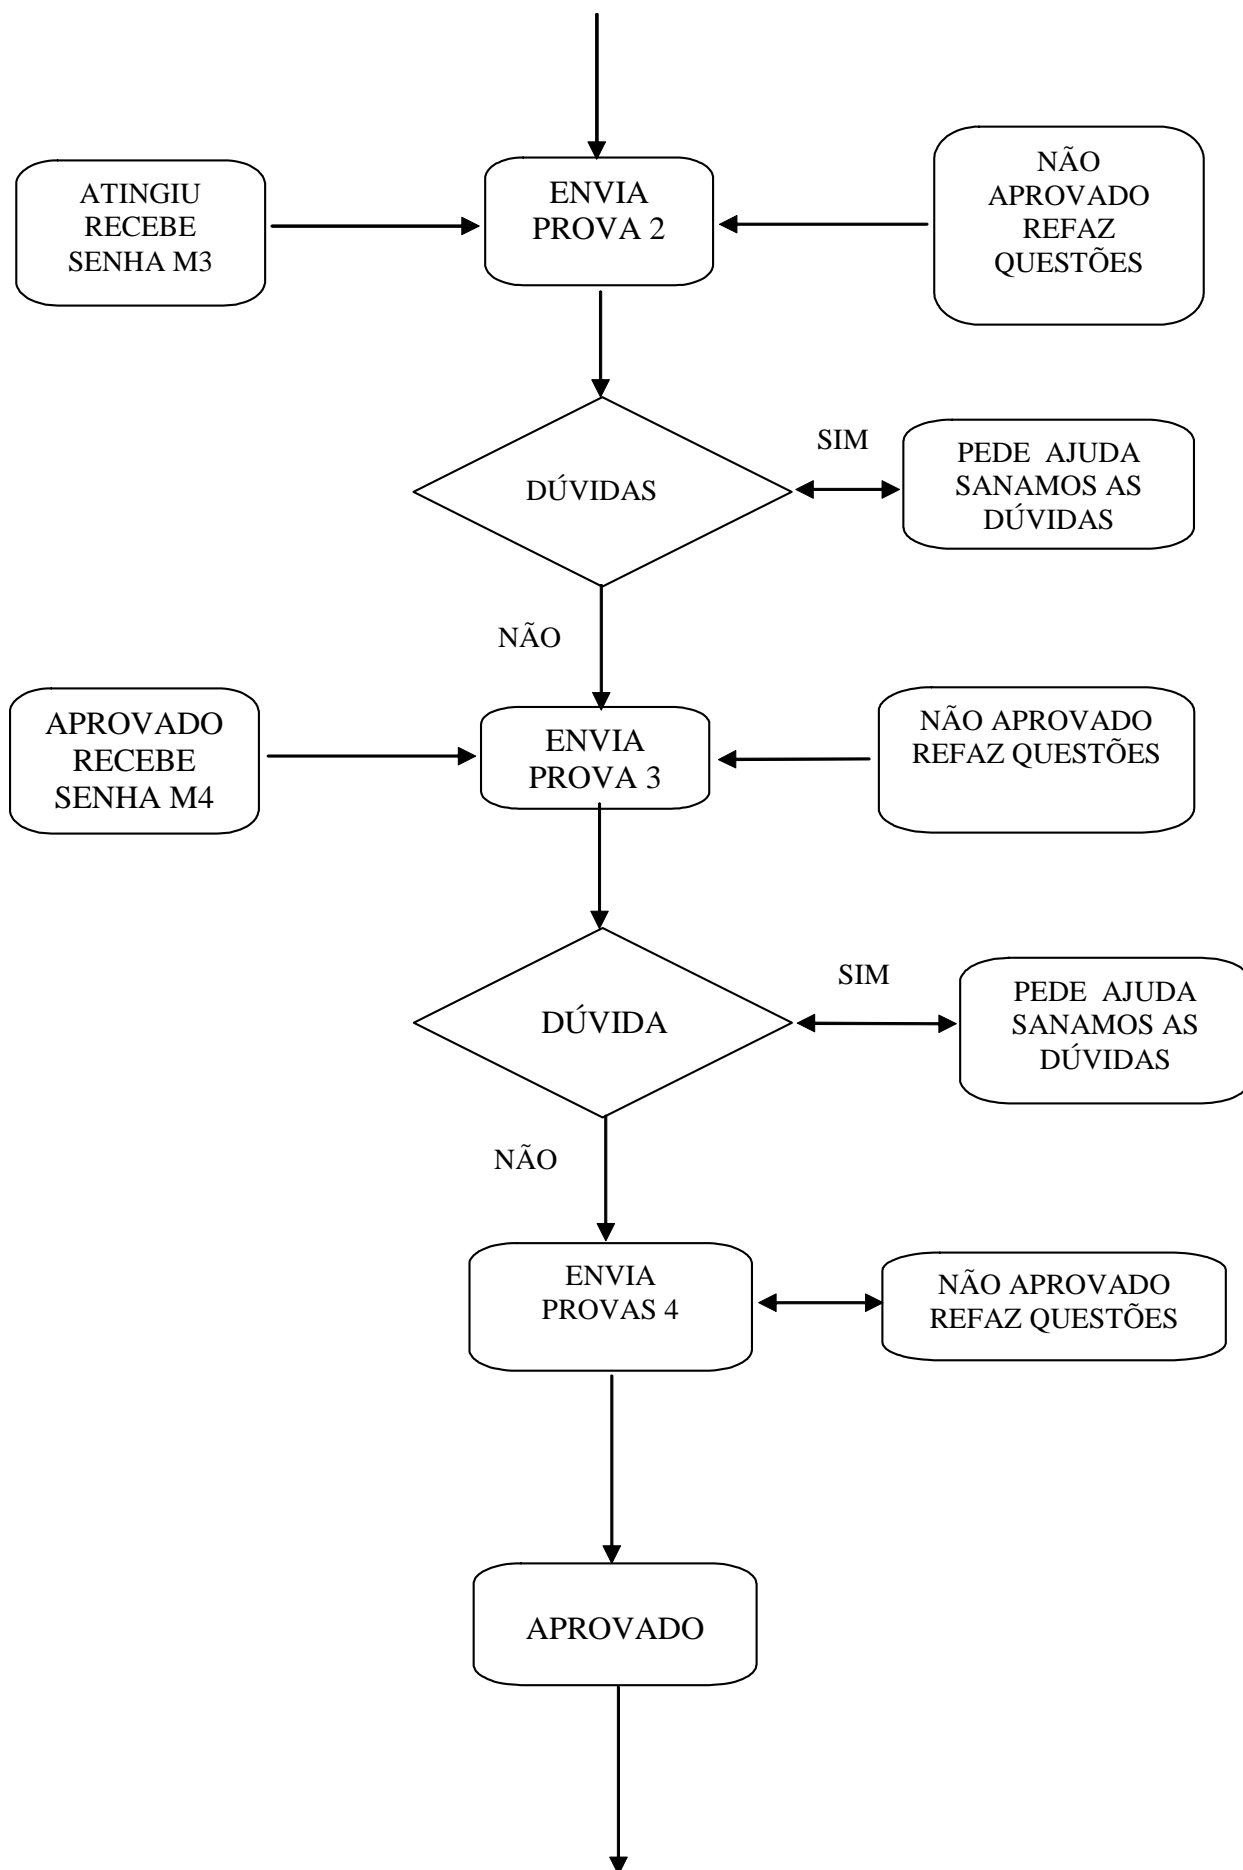 ATINGIU
RECEBE
SENHA M3
ENVIA
PROVA 2
NÃO
APROVADO
REFAZ
QUESTÕES
DÚVIDAS
SIM
PEDE AJUDA
SANAMOS AS
DÚVIDAS
NÃO
APROVADO
RECEBE
SENHA M4
ENVIA
PROVA 3
NÃO APROVADO
REFAZ QUESTÕES
DÚVIDA
SIM
PEDE AJUDA
SANAMOS AS
DÚVIDAS
NÃO
ENVIA
PROVAS 4
NÃO APROVADO
REFAZ QUESTÕES
APROVADO